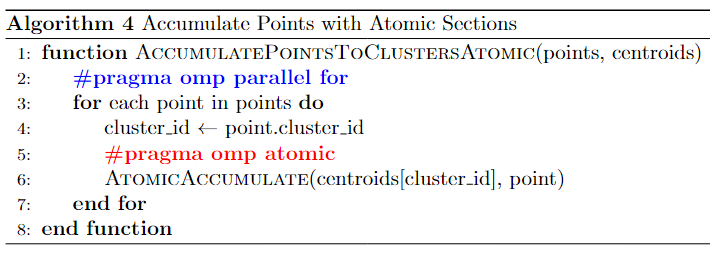 Algorithm 4 Accumulate Points with Atomic Sections
1: function AccumulatePointsToClustersAtomic(points, centroids)
2: #pragma omp parallel for
3: for each point in points do
4: cluster_id ← point.cluster_id
5: #pragma omp atomic
6: AtomicAccumulate(centroids[cluster_id], point)
7: end for
8: end function